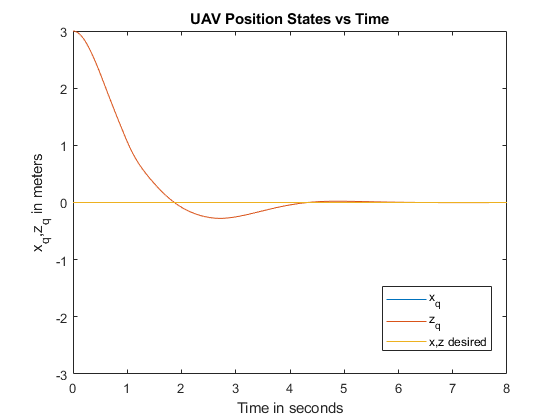 UAV Position States vs Time
3
2
1
0
-1
-2
-3
x_q,z_q in meters
x_q
z_q
x,z desired
0 1 2 3 4 5 6 7 8
Time in seconds